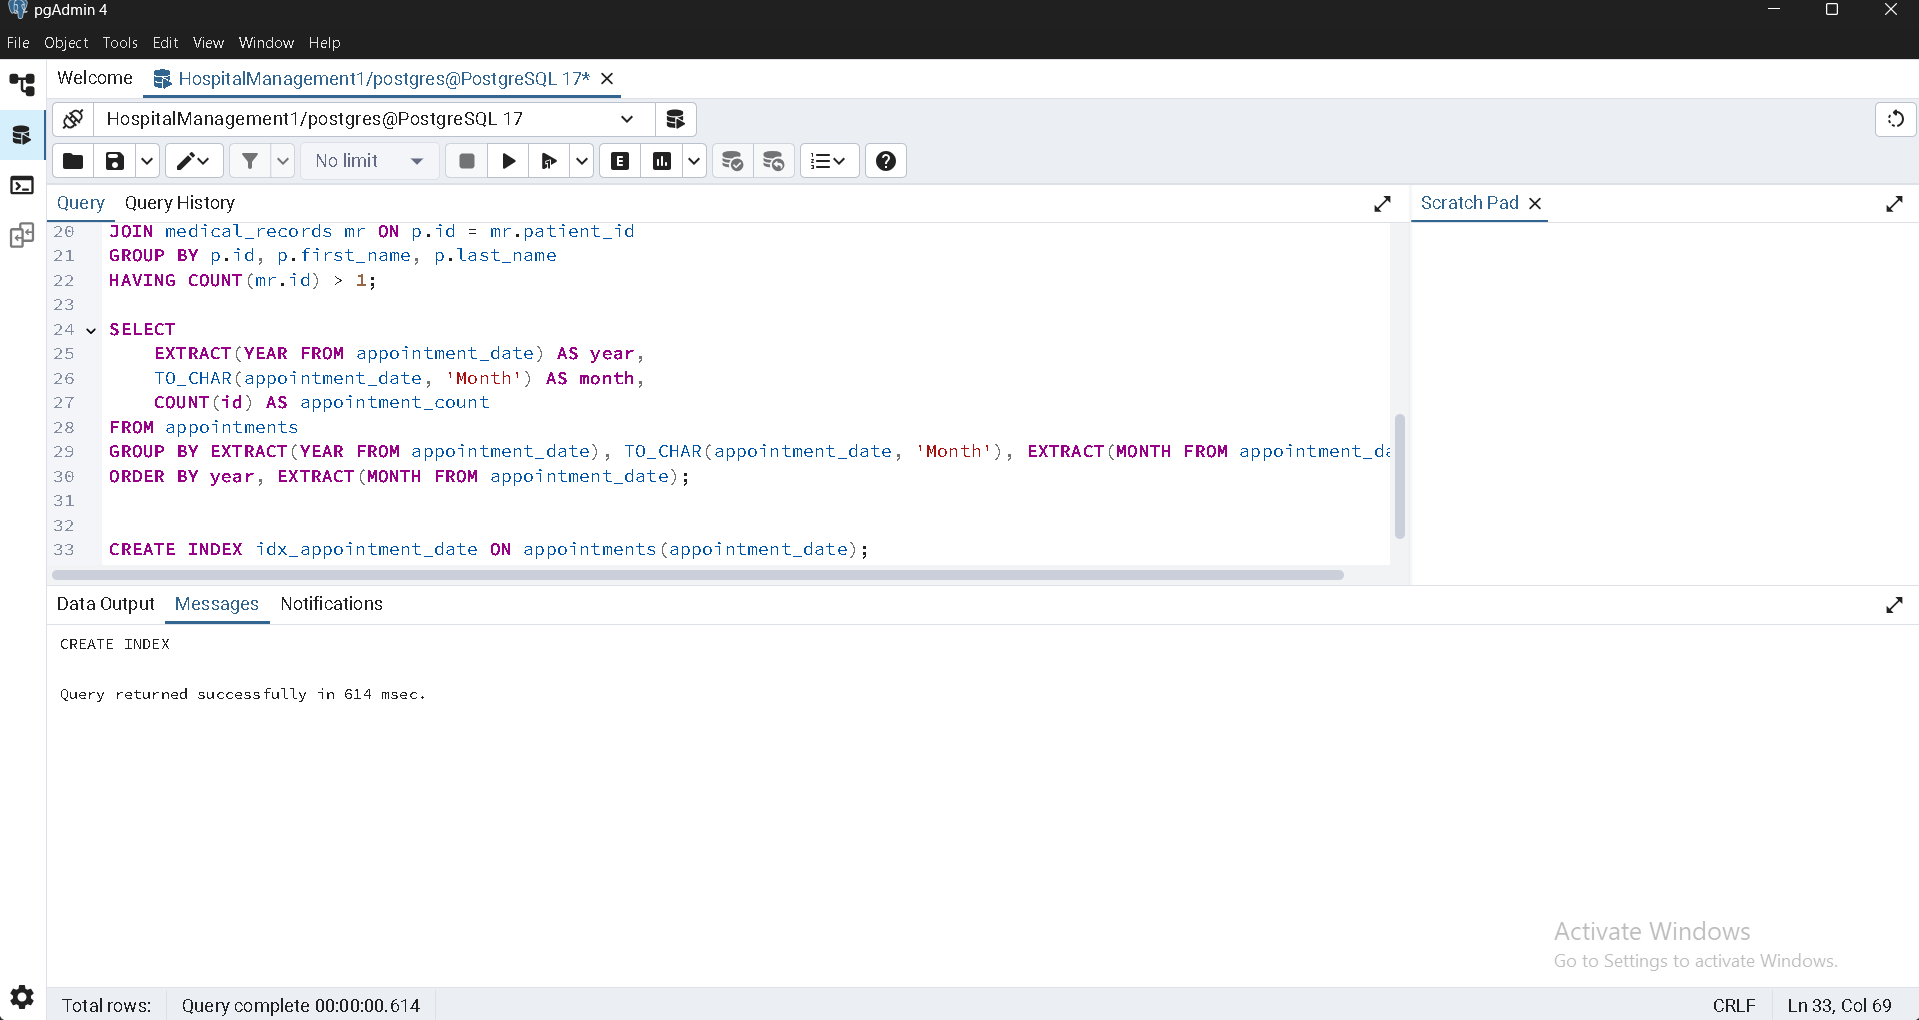 pgAdmin 4
File Object Tools Edit View Window Help
Welcome HospitalManagement1/postgres@PostgreSQL 17*
HospitalManagement1/postgres@PostgreSQL 17
No limit
Query Query History
Scratch Pad
20 JOIN medical_records mr ON p.id = mr.patient_id
21 GROUP BY p.id, p.first_name, p.last_name
22 HAVING COUNT(mr.id) > 1;
23
24 SELECT
25 EXTRACT(YEAR FROM appointment_date) AS year,
26 TO_CHAR(appointment_date, 'Month') AS month,
27 COUNT(id) AS appointment_count
28 FROM appointments
29 GROUP BY EXTRACT(YEAR FROM appointment_date), TO_CHAR(appointment_date, 'Month'), EXTRACT(MONTH FROM appointment_da
30 ORDER BY year, EXTRACT(MONTH FROM appointment_date);
31
32
33 CREATE INDEX idx_appointment_date ON appointments(appointment_date);
Data Output Messages Notifications
CREATE INDEX
Query returned successfully in 614 msec.
Activate Windows
Go to Settings to activate Windows.
Total rows: Query complete 00:00:00.614 CRLF Ln 33, Col 69